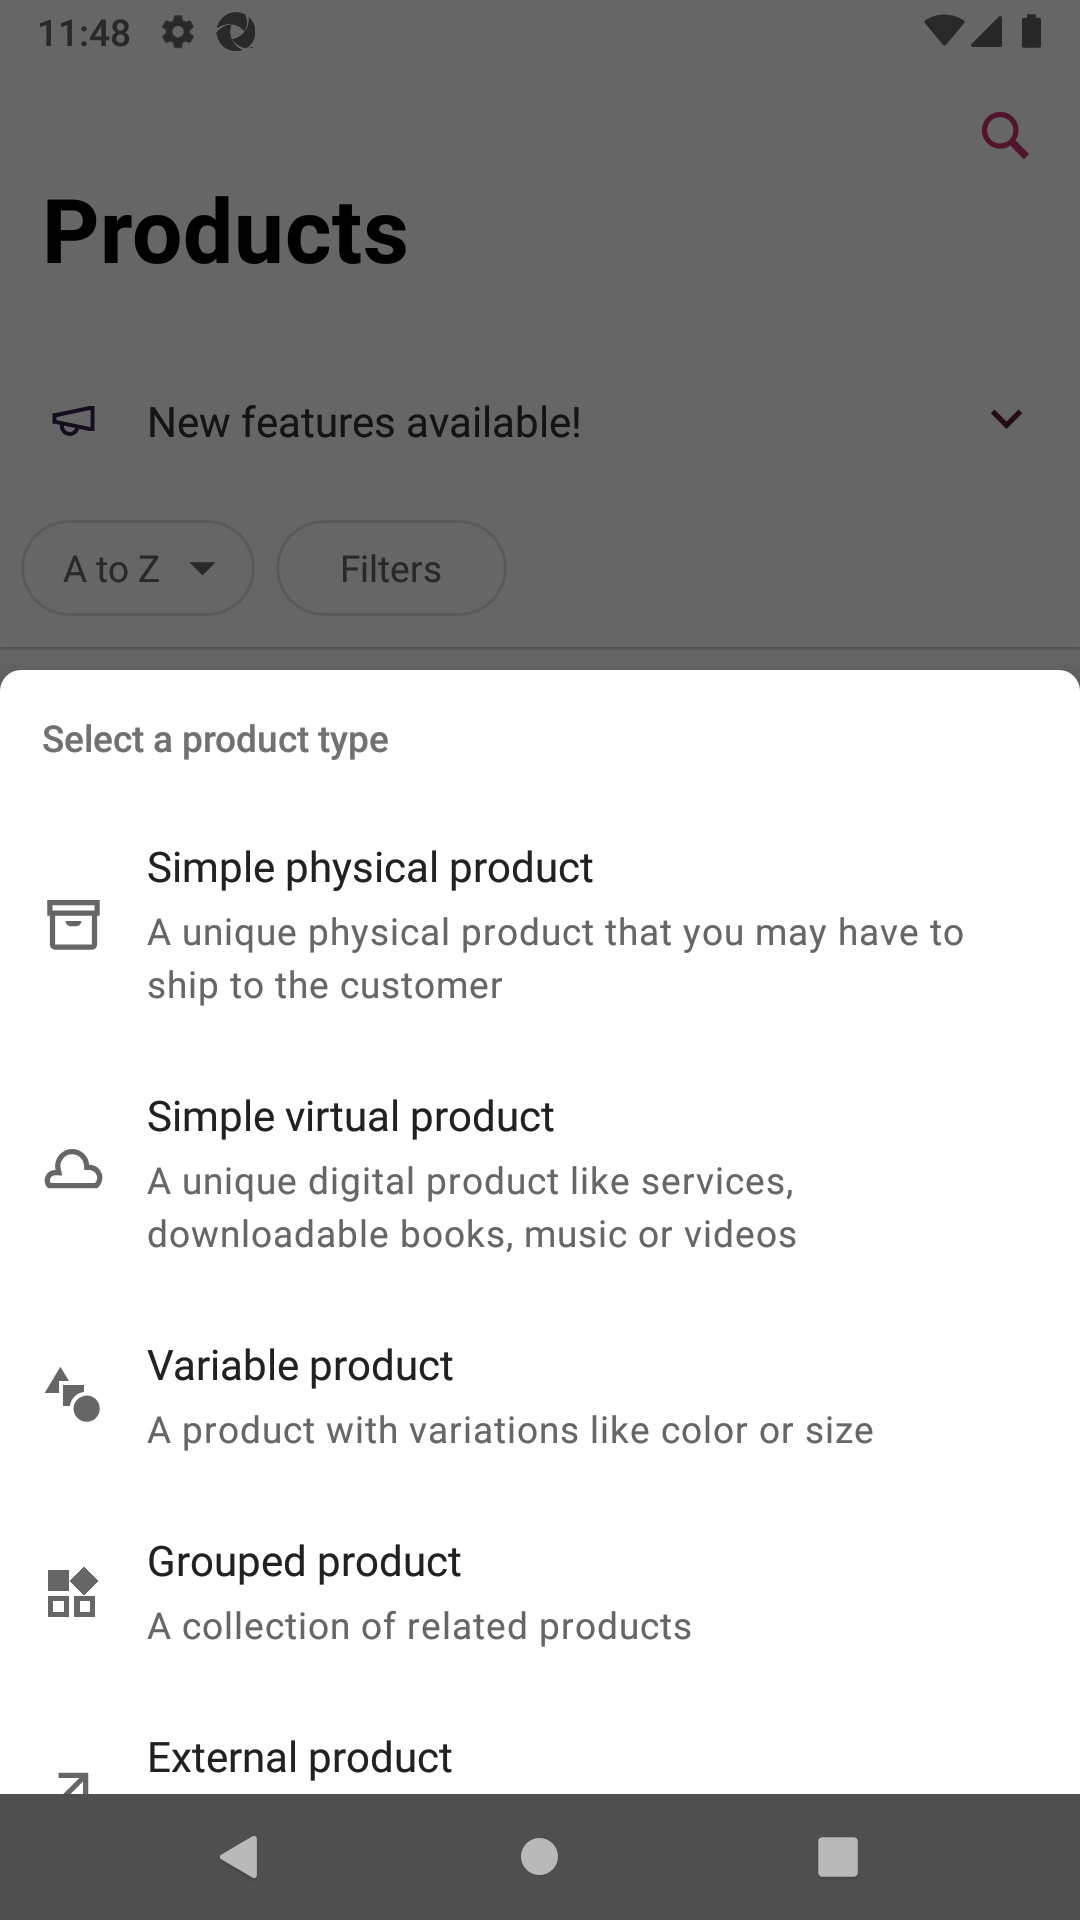 11:48
Products
New features available!
A to Z
Filters
Select a product type
Simple physical product
A unique physical product that you may have to
ship to the customer
Simple virtual product
A unique digital product like services,
downloadable books, music or videos
Variable product
A product with variations like color or size
Grouped product
A collection of related products
External product